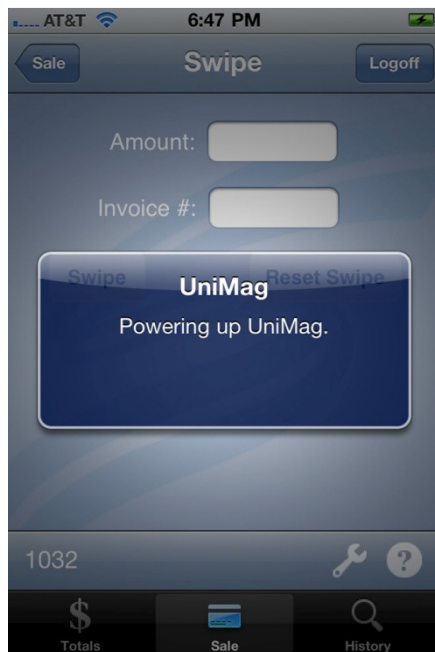 AT&T 6:47 PM
Sale Swipe Logoff
Amount:
Invoice #:
Swipe Reset Swipe
UniMag
Powering up UniMag.
1032 ?
$
Totals Sale History